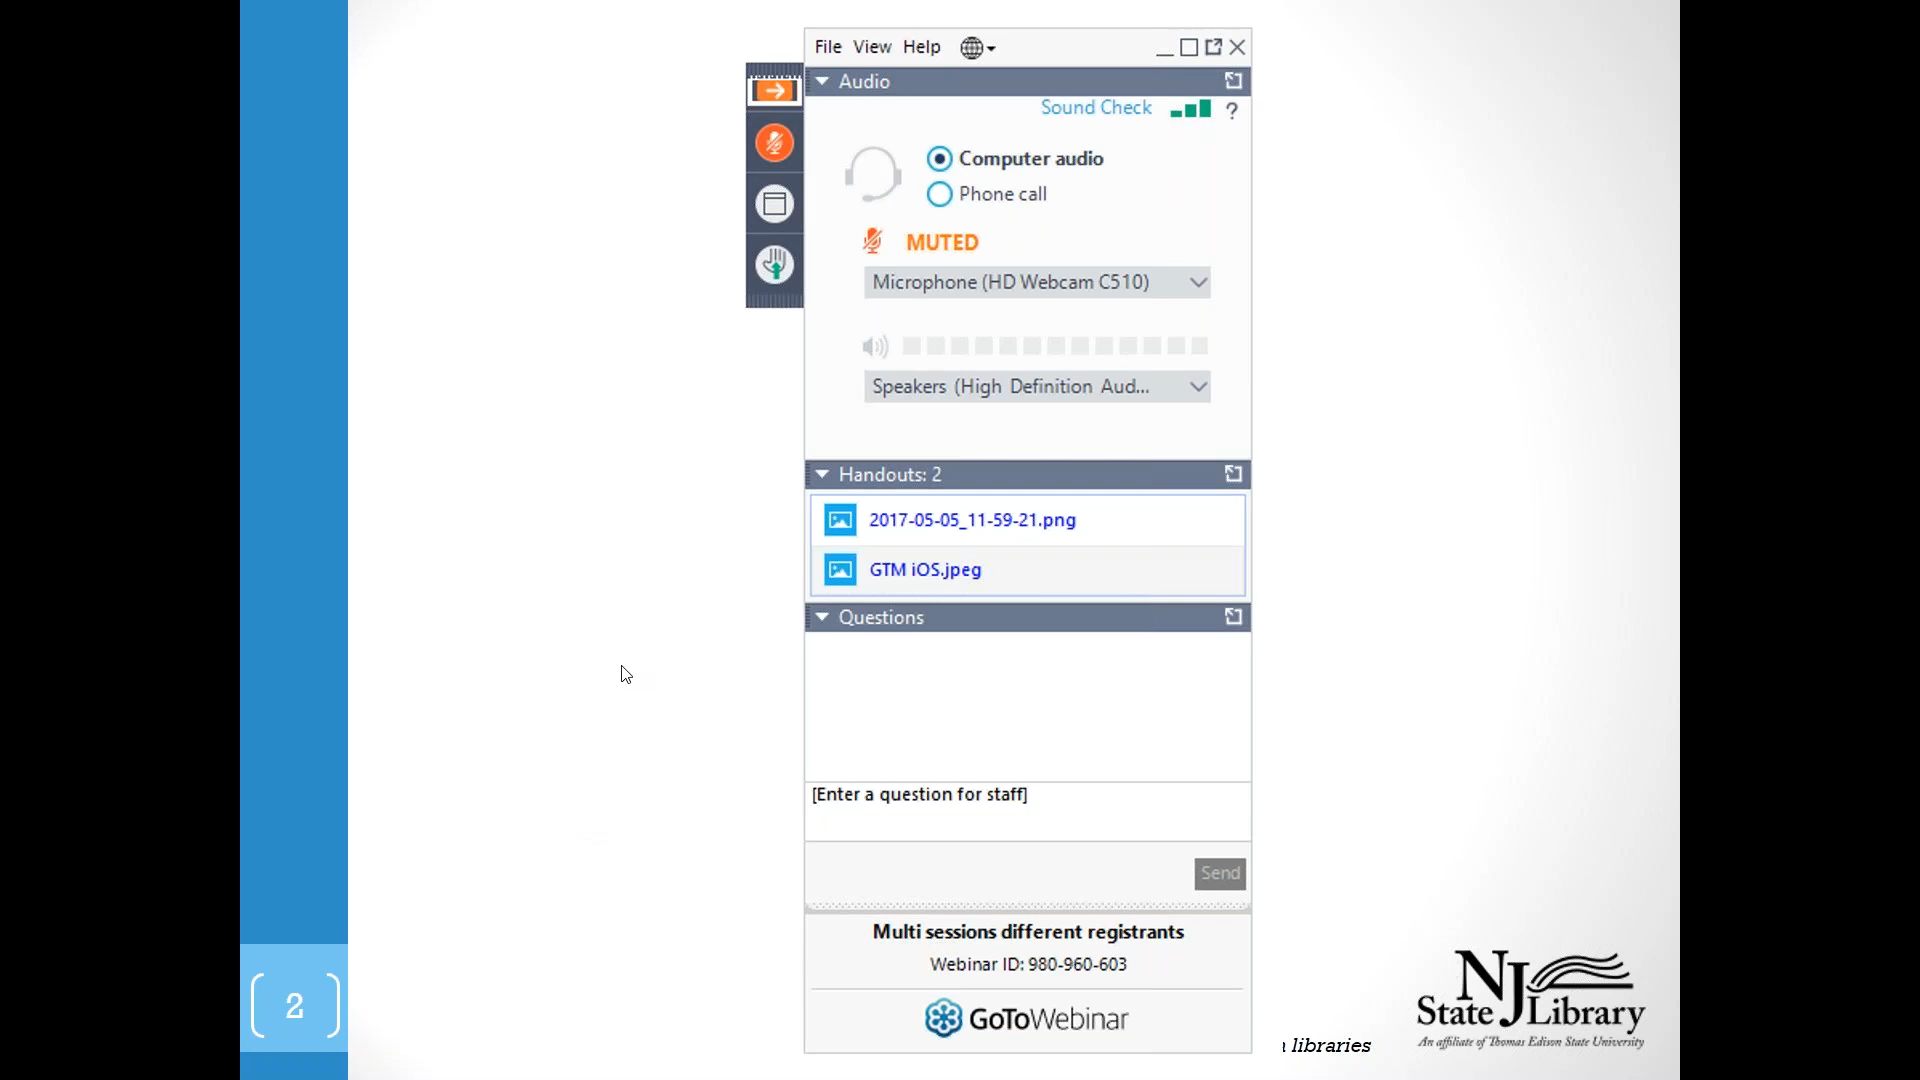 File View Help
Audio
Sound Check ?
Computer audio
Phone call
MUTED
Microphone (HD Webcam C510)
Speakers (High Definition Aud...
Handouts: 2
2017-05-05_11-59-21.png
GTM iOS.jpeg
Questions
[Enter a question for staff]
Send
Multi sessions different registrants
Webinar ID: 980-960-603
GoToWebinar
2
libraries
NJ
State Library
An affiliate of Thomas Edison State University